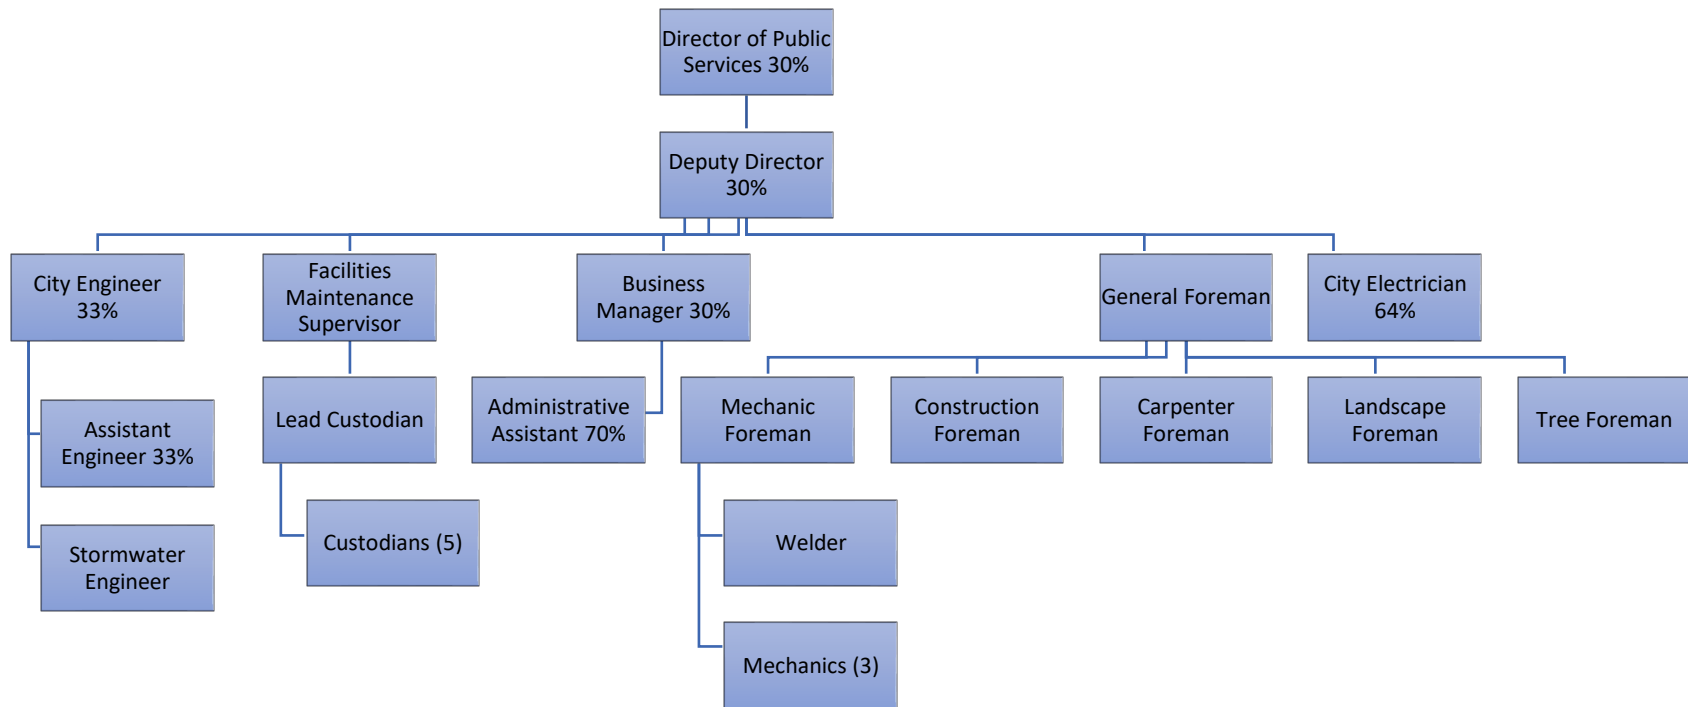 Director of Public
Services 30%
Deputy Director
30%
City Engineer
33%
Facilities
Maintenance
Supervisor
Business
Manager 30%
General Foreman
City Electrician
64%
Assistant
Engineer 33%
Lead Custodian
Administrative
Assistant 70%
Mechanic
Foreman
Construction
Foreman
Carpenter
Foreman
Landscape
Foreman
Tree Foreman
Stormwater
Engineer
Custodians (5)
Welder
Mechanics (3)